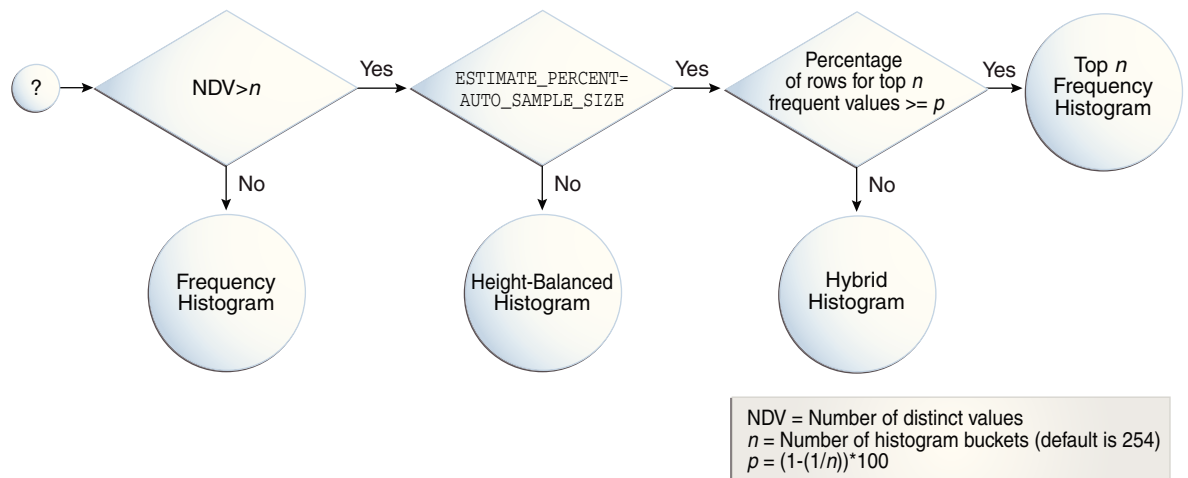 ?
NDV>n
Yes
ESTIMATE_PERCENT=
AUTO_SAMPLE_SIZE
Yes
Percentage
of rows for top n
frequent values >= p
Yes
Top n
Frequency
Histogram
No
No
No
Frequency
Histogram
Height-Balanced
Histogram
Hybrid
Histogram
NDV = Number of distinct values
n = Number of histogram buckets (default is 254)
p = (1-(1/n))*100